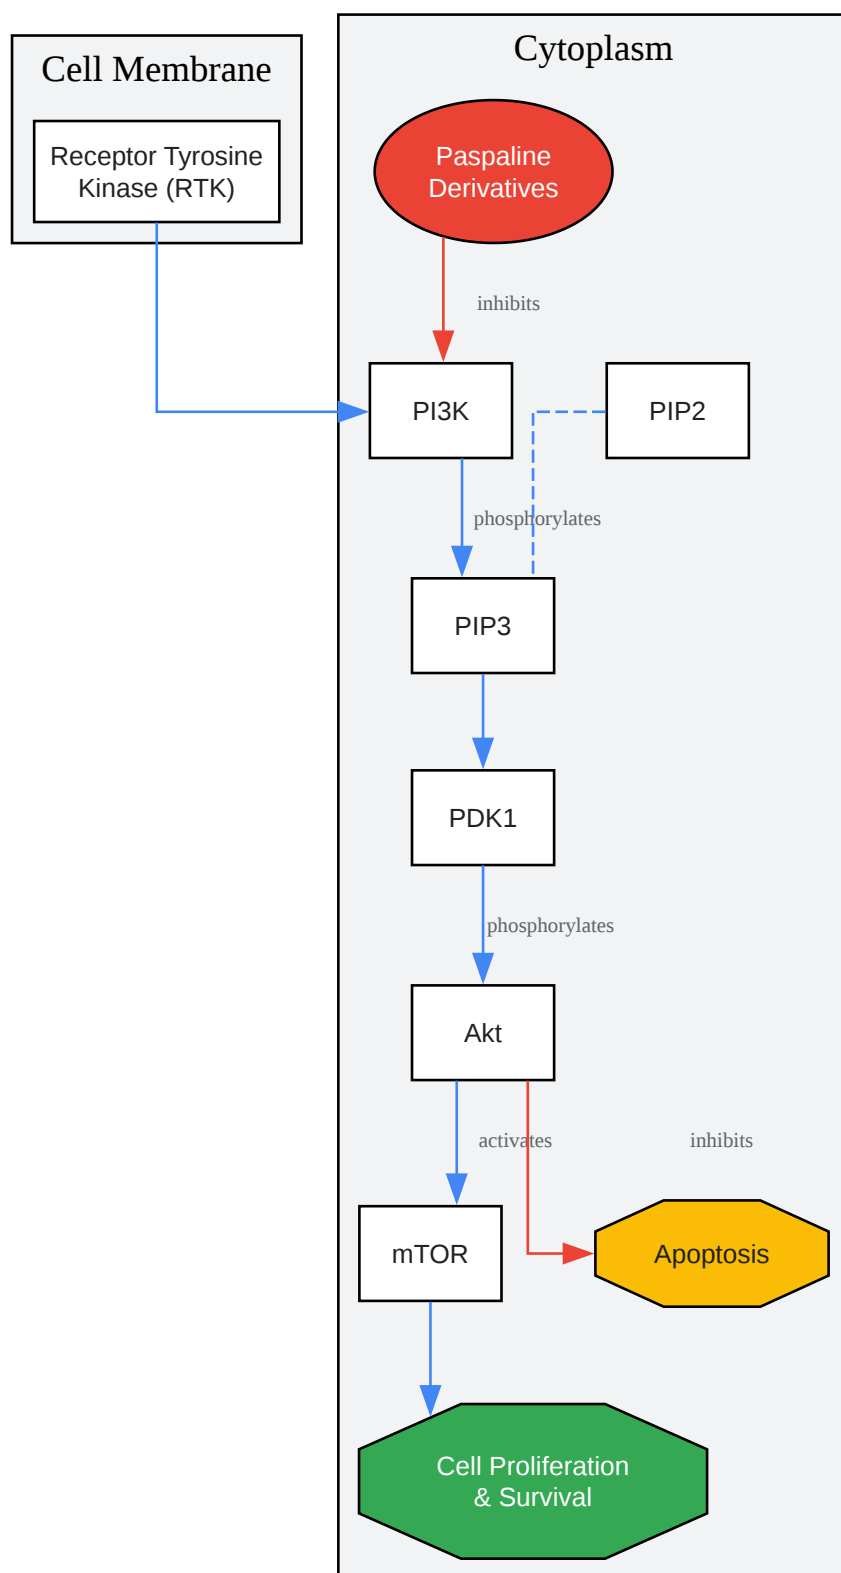 Cell Membrane
Receptor Tyrosine
Kinase (RTK)
Cytoplasm
Paspaline
Derivatives
inhibits
PI3K
PIP2
phosphorylates
PIP3
PDK1
phosphorylates
Akt
activates
inhibits
mTOR
Apoptosis
Cell Proliferation
& Survival